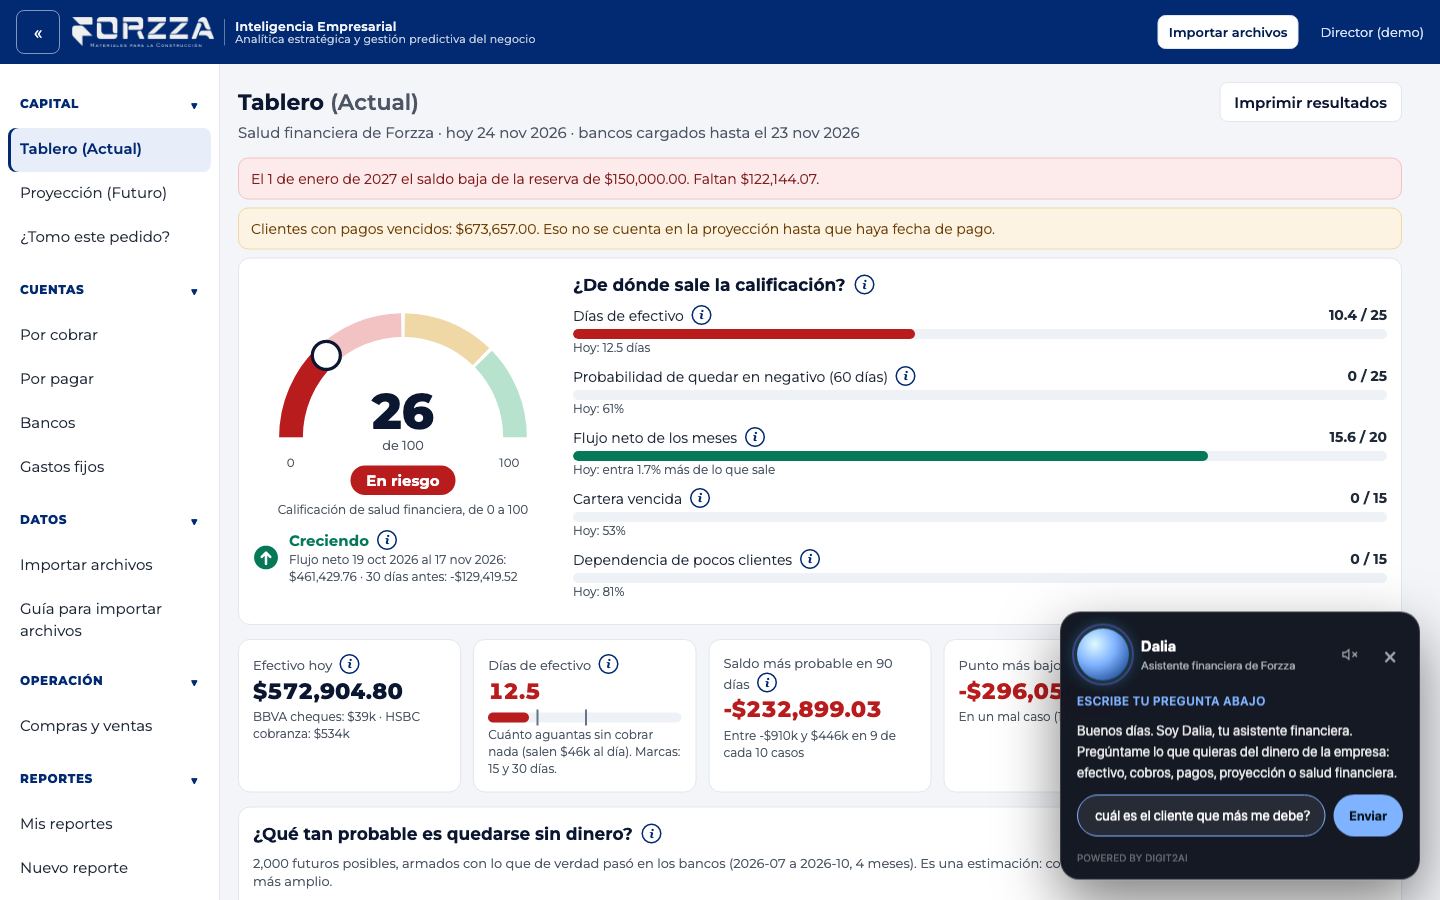 «
FORZZA
Materiales para la Construcción
Inteligencia Empresarial
Analítica estratégica y gestión predictiva del negocio
Importar archivos
Director (demo)
CAPITAL
Tablero (Actual)
Proyección (Futuro)
¿Tomo este pedido?
CUENTAS
Por cobrar
Por pagar
Bancos
Gastos fijos
DATOS
Importar archivos
Guía para importar
archivos
OPERACIÓN
Compras y ventas
REPORTES
Mis reportes
Nuevo reporte
Tablero (Actual)
Imprimir resultados
Salud financiera de Forzza · hoy 24 nov 2026 · bancos cargados hasta el 23 nov 2026
El 1 de enero de 2027 el saldo baja de la reserva de $150,000.00. Faltan $122,144.07.
Clientes con pagos vencidos: $673,657.00. Eso no se cuenta en la proyección hasta que haya fecha de pago.
26
de 100
0
100
En riesgo
Calificación de salud financiera, de 0 a 100
Creciendo i
Flujo neto 19 oct 2026 al 17 nov 2026:
$461,429.76 · 30 días antes: -$129,419.52
¿De dónde sale la calificación? i
Días de efectivo i 10.4 / 25
Hoy: 12.5 días
Probabilidad de quedar en negativo (60 días) i 0 / 25
Hoy: 61%
Flujo neto de los meses i 15.6 / 20
Hoy: entra 1.7% más de lo que sale
Cartera vencida i 0 / 15
Hoy: 53%
Dependencia de pocos clientes i 0 / 15
Hoy: 81%
Efectivo hoy i
$572,904.80
BBVA cheques: $39k · HSBC
cobranza: $534k
Días de efectivo i
12.5
Cuánto aguantas sin cobrar
nada (salen $46k al día). Marcas:
15 y 30 días.
Saldo más probable en 90
días i
-$232,899.03
Entre -$910k y $446k en 9 de
cada 10 casos
Punto más bajo
-$296,05
En un mal caso (1
¿Qué tan probable es quedarse sin dinero? i
2,000 futuros posibles, armados con lo que de verdad pasó en los bancos (2026-07 a 2026-10, 4 meses). Es una estimación:
más amplio.
Dalia
Asistente financiera de Forzza
ESCRIBE TU PREGUNTA ABAJO
Buenos días. Soy Dalia, tu asistente financiera.
Pregúntame lo que quieras del dinero de la empresa:
efectivo, cobros, pagos, proyección o salud financiera.
cuál es el cliente que más me debe?
Enviar
POWERED BY DIGIT2AI